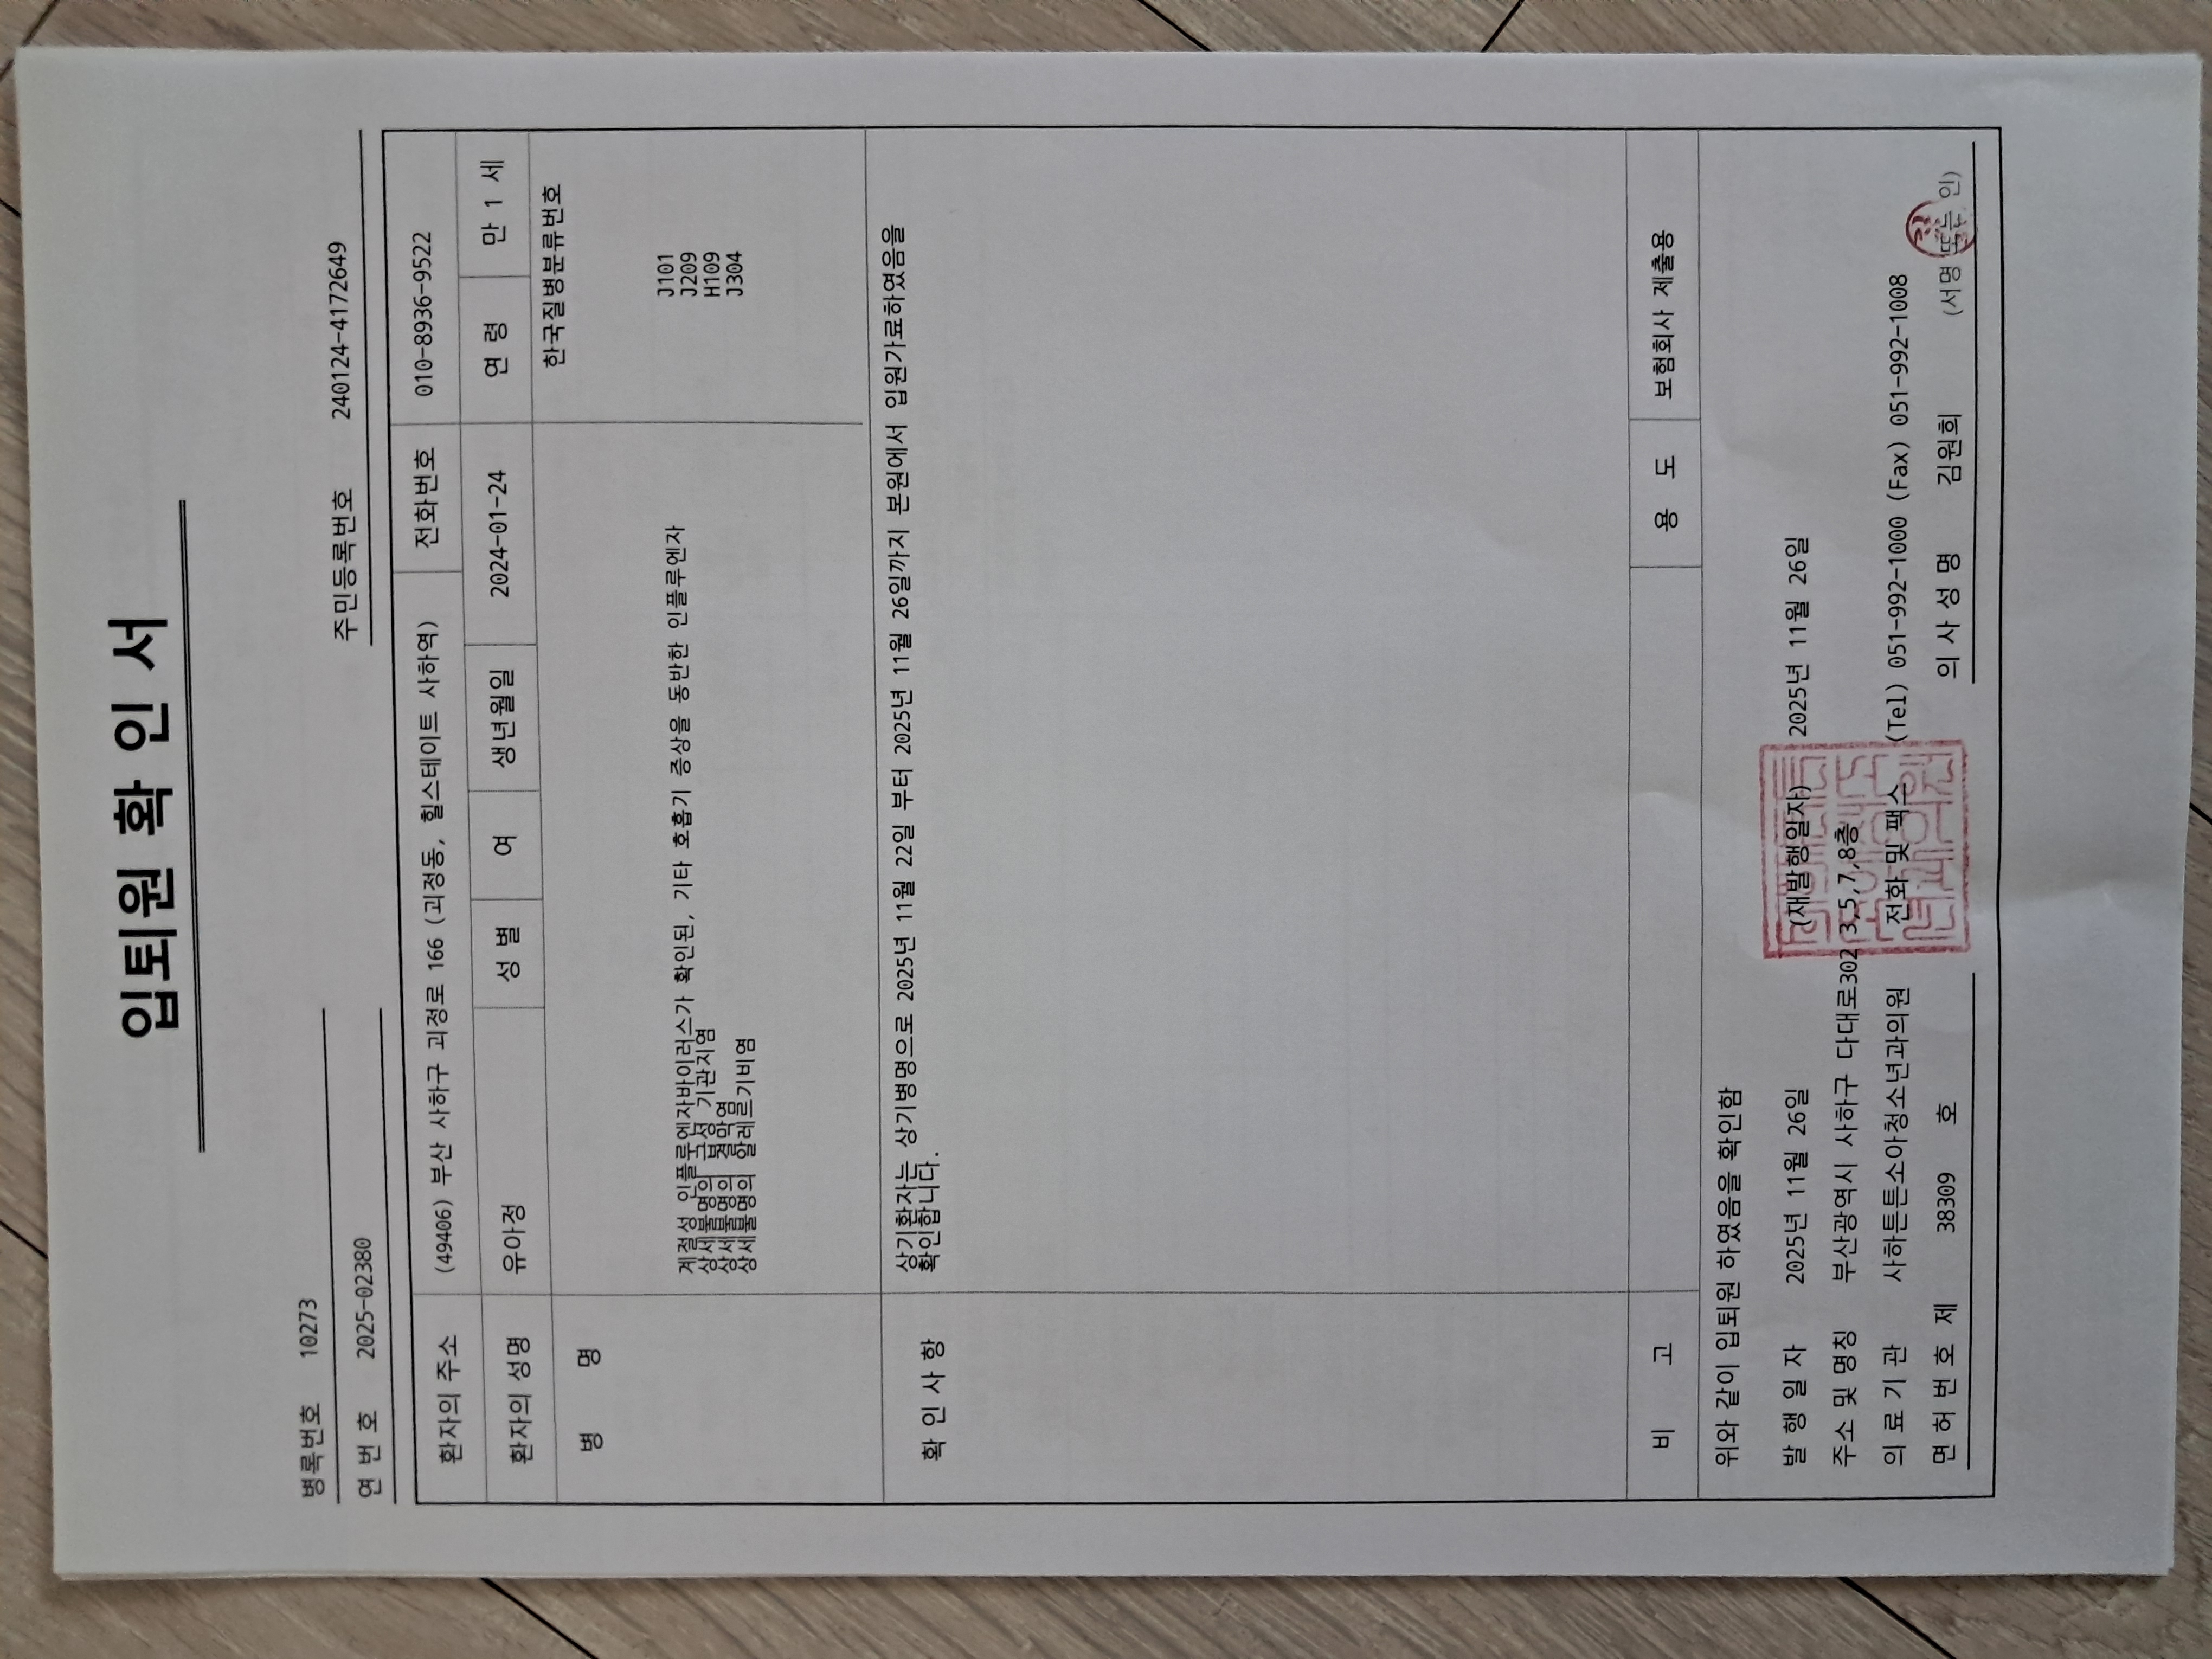 입퇴원 확인서
병록번호 10273
연 번 호 2025-02380 주민등록번호 240124-4172649
환자의 주소 (49406) 부산 사하구 괴정로 166 (괴정동, 힐스테이트 사하역) 전화번호 010-8936-9522
환자의 성명 유아정 성 별 여 생년월일 2024-01-24 연 령 만 1 세
병 명 한국질병분류번호
계절성 인플루엔자바이러스가 확인된, 기타 호흡기 증상을 동반한 인플루엔자 J101
상세불명의 급성 기관지염 J209
상세불명의 결막염 H109
상세불명의 알레르기비염 J304
확 인 사 항
상기환자는 상기병명으로 2025년 11월 22일 부터 2025년 11월 26일까지 본원에서 입원가료하였음을
확인합니다.
비 고 용 도 보험회사 제출용
위와 같이 입퇴원 하였음을 확인함
발 행 일 자 2025년 11월 26일 (재발행일자) 2025년 11월 26일
주소 및 명칭 부산광역시 사하구 다대로302 3,5,7,8층
의 료 기 관 사하튼튼소아청소년과의원 전화 및 팩스 (Tel) 051-992-1000 (Fax) 051-992-1008
면 허 번 호 제 38309 호 의 사 성 명 김원희 (서명 또는 인)